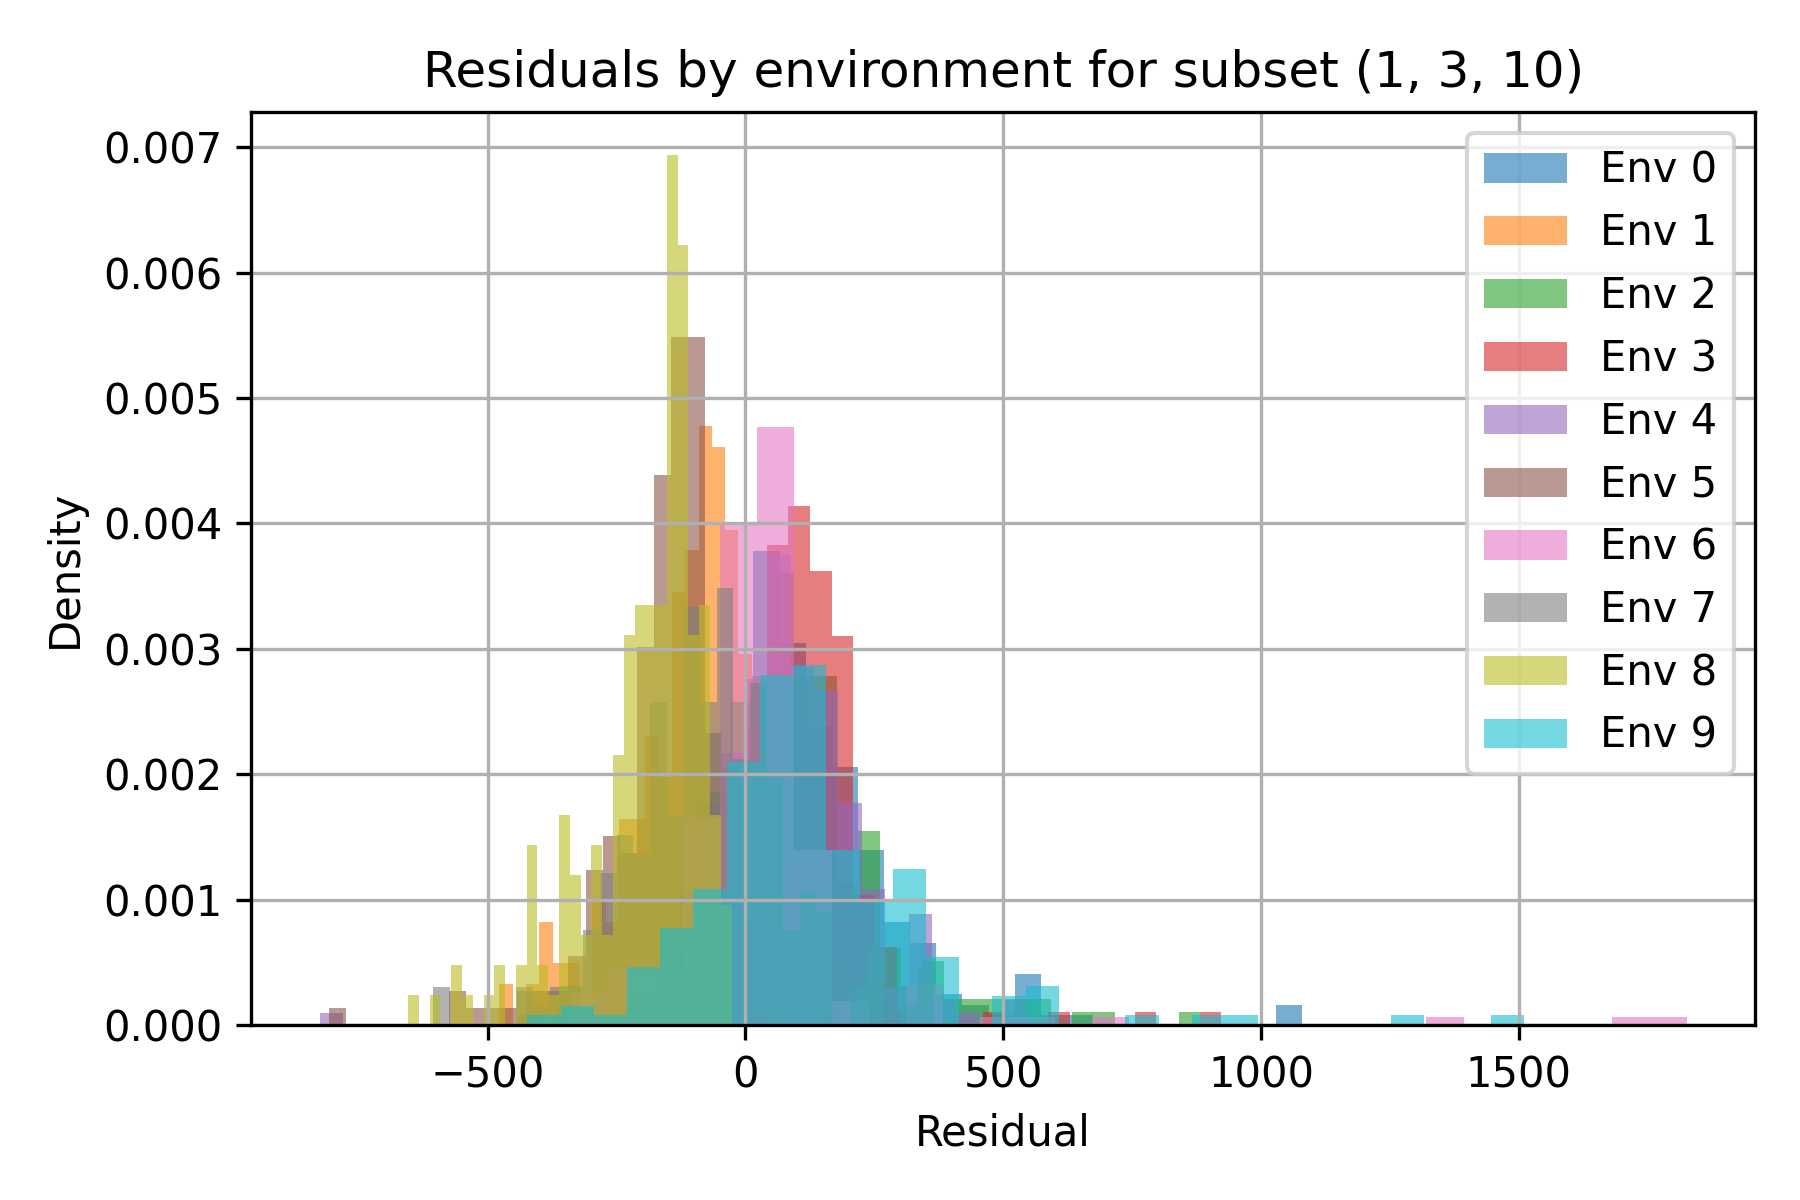 Residuals by environment for subset (1, 3, 10)
0.007
0.006
0.005
0.004
0.003
0.002
0.001
0.000
Density
−500
0
500
1000
1500
Residual
Env 0
Env 1
Env 2
Env 3
Env 4
Env 5
Env 6
Env 7
Env 8
Env 9